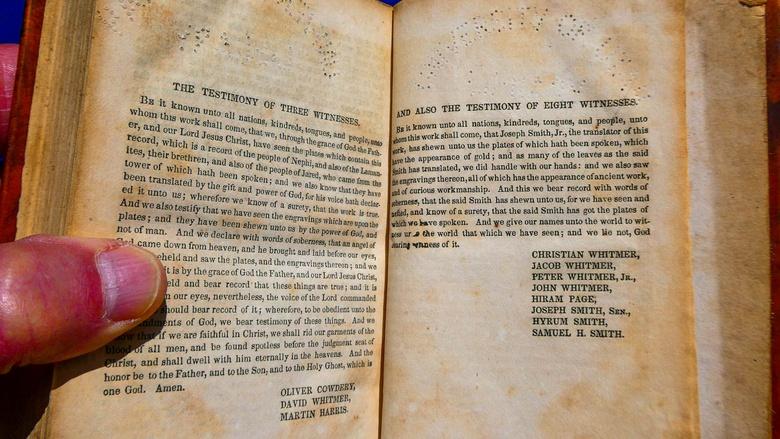 THE TESTIMONY OF THREE WITNESSES.
BE it known unto all nations, kindreds, tongues, and people, unto
whom this work shall come, that we, through the grace of God the Fath-
er, and our Lord Jesus Christ, have seen the plates which contain this
record, which is a record of the people of Nephi, and also of the Laman-
ites, their brethren, and also of the people of Jared, who came from the
tower of which hath been spoken; and we also know that they have
been translated by the gift and power of God, for his voice hath declar-
ed it unto us; wherefore we know of a surety, that the work is true.
And we also testify that we have seen the engravings which are upon the
plates; and they have been shewn unto us by the power of God, and
not of man. And we declare with words of soberness, that an angel of
God came down from heaven, and he brought and laid before our eyes,
beheld and saw the plates, and the engravings thereon; and we
it is by the grace of God the Father, and our Lord Jesus Christ,
eld and bear record that these things are true; and it is
in our eyes, nevertheless, the voice of the Lord commanded
should bear record of it; wherefore, to be obedient unto the
ndments of God, we bear testimony of these things. And we
know that if we are faithful in Christ, we shall rid our garments of the
blood of all men, and be found spotless before the judgment seat of
Christ, and shall dwell with him eternally in the heavens. And the
honor be to the Father, and to the Son, and to the Holy Ghost, which is
one God. Amen.
OLIVER COWDERY,
DAVID WHITMER,
MARTIN HARRIS.
AND ALSO THE TESTIMONY OF EIGHT WITNESSES.
BE it known unto all nations, kindreds, tongues, and people, unto
whom this work shall come, that Joseph Smith, Jr., the translator of this
work, has shewn unto us the plates of which hath been spoken, which
have the appearance of gold; and as many of the leaves as the said
Smith has translated, we did handle with our hands: and we also saw
the engravings thereon, all of which has the appearance of ancient work,
and of curious workmanship. And this we bear record with words of
soberness, that the said Smith has shewn unto us, for we have seen and
hefted, and know of a surety, that the said Smith has got the plates of
which we have spoken. And we give our names unto the world to wit-
ness the world that which we have seen; and we lie not, God
bearing witness of it.
CHRISTIAN WHITMER,
JACOB WHITMER,
PETER WHITMER, JR.,
JOHN WHITMER,
HIRAM PAGE,
JOSEPH SMITH, SEN.,
HYRUM SMITH,
SAMUEL H. SMITH.